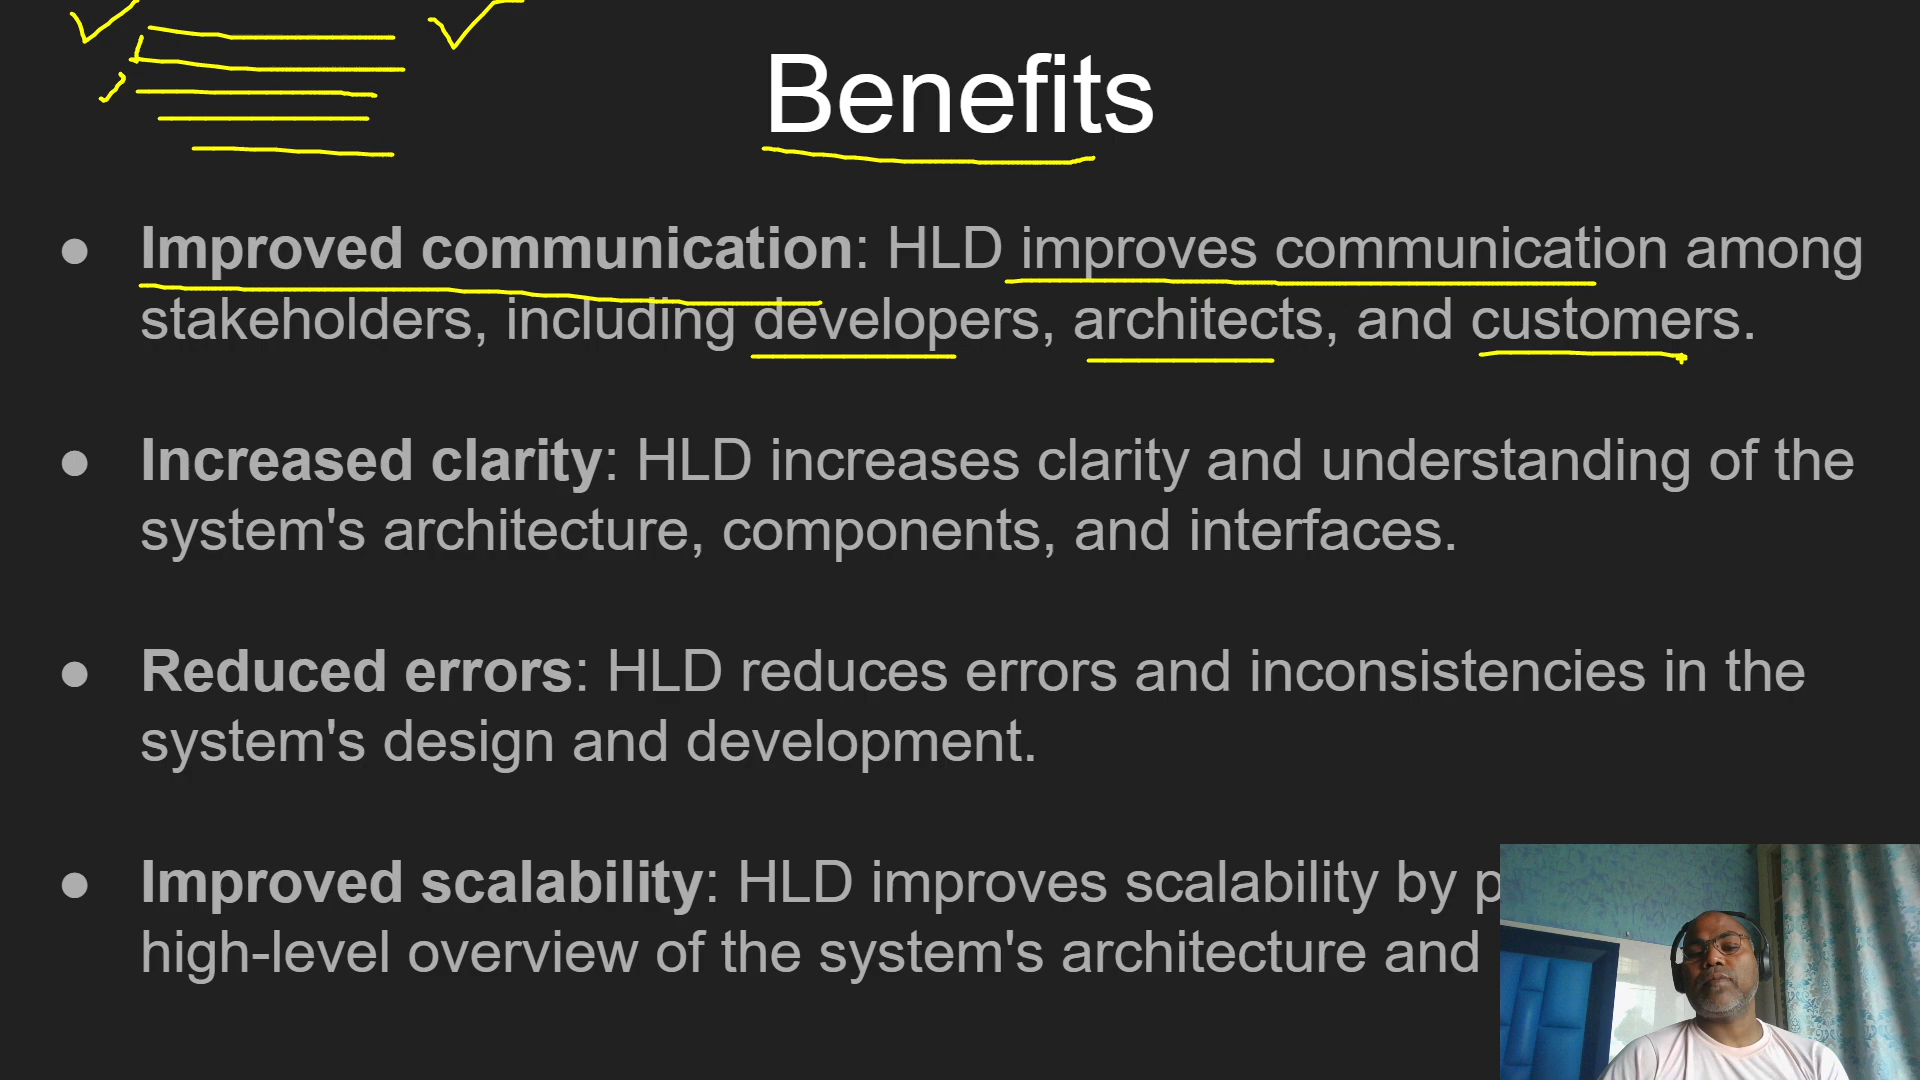 Benefits
● Improved communication: HLD improves communication among
stakeholders, including developers, architects, and customers.
● Increased clarity: HLD increases clarity and understanding of the
system's architecture, components, and interfaces.
● Reduced errors: HLD reduces errors and inconsistencies in the
system's design and development.
● Improved scalability: HLD improves scalability by
high-level overview of the system's architecture and